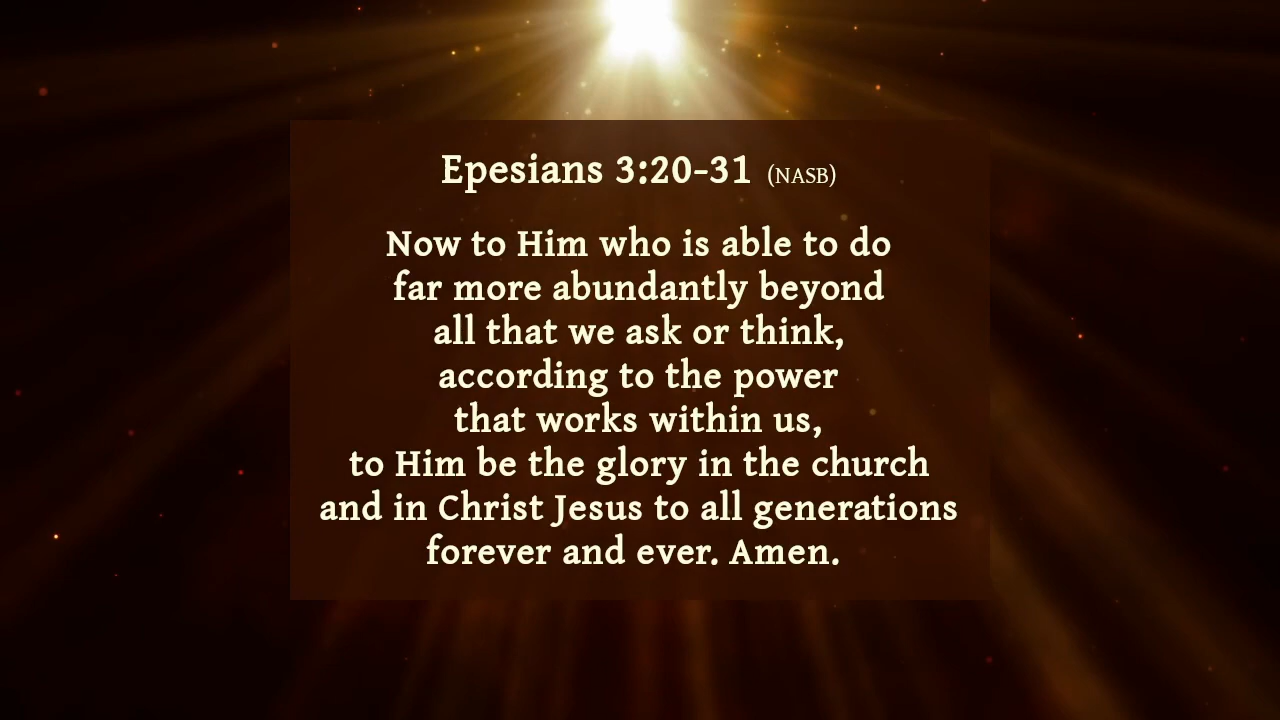 Epesians 3:20-31 (NASB)
Now to Him who is able to do
far more abundantly beyond
all that we ask or think,
according to the power
that works within us,
to Him be the glory in the church
and in Christ Jesus to all generations
forever and ever. Amen.